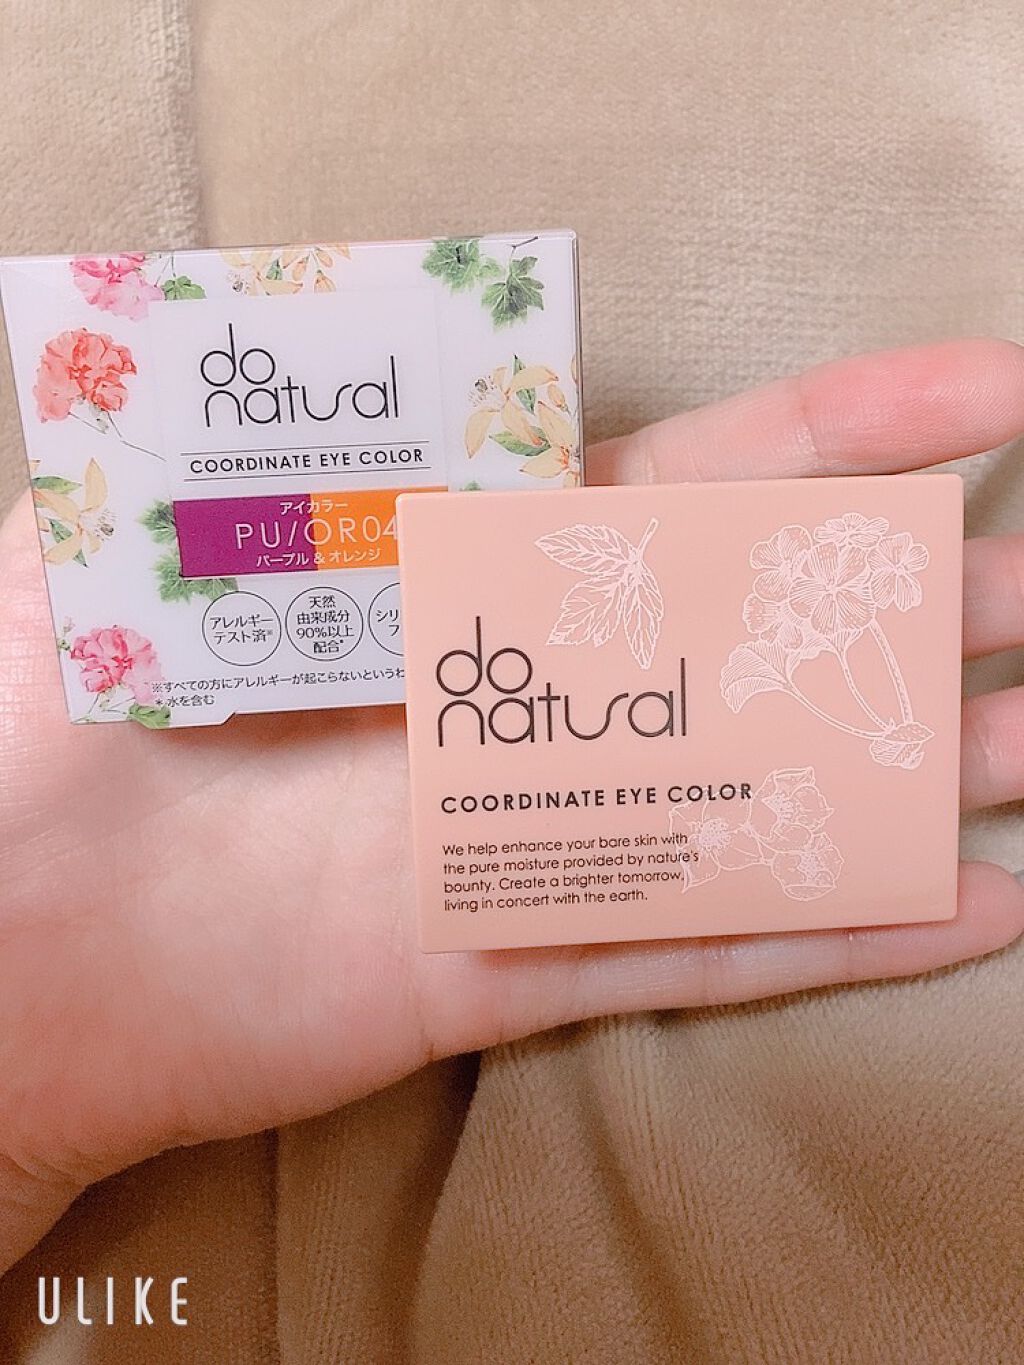 do
natural
COORDINATE EYE COLOR
アイカラー
PU/OR04
パープル & オレンジ
アレルギー
テスト済※
天然
由来成分
90%以上
配合*
シリ
フ
※すべての方にアレルギーが起こらないというわ
*水を含む
do
natural
COORDINATE EYE COLOR
We help enhance your bare skin with
the pure moisture provided by nature's
bounty. Create a brighter tomorrow,
living in concert with the earth.
ULIKE